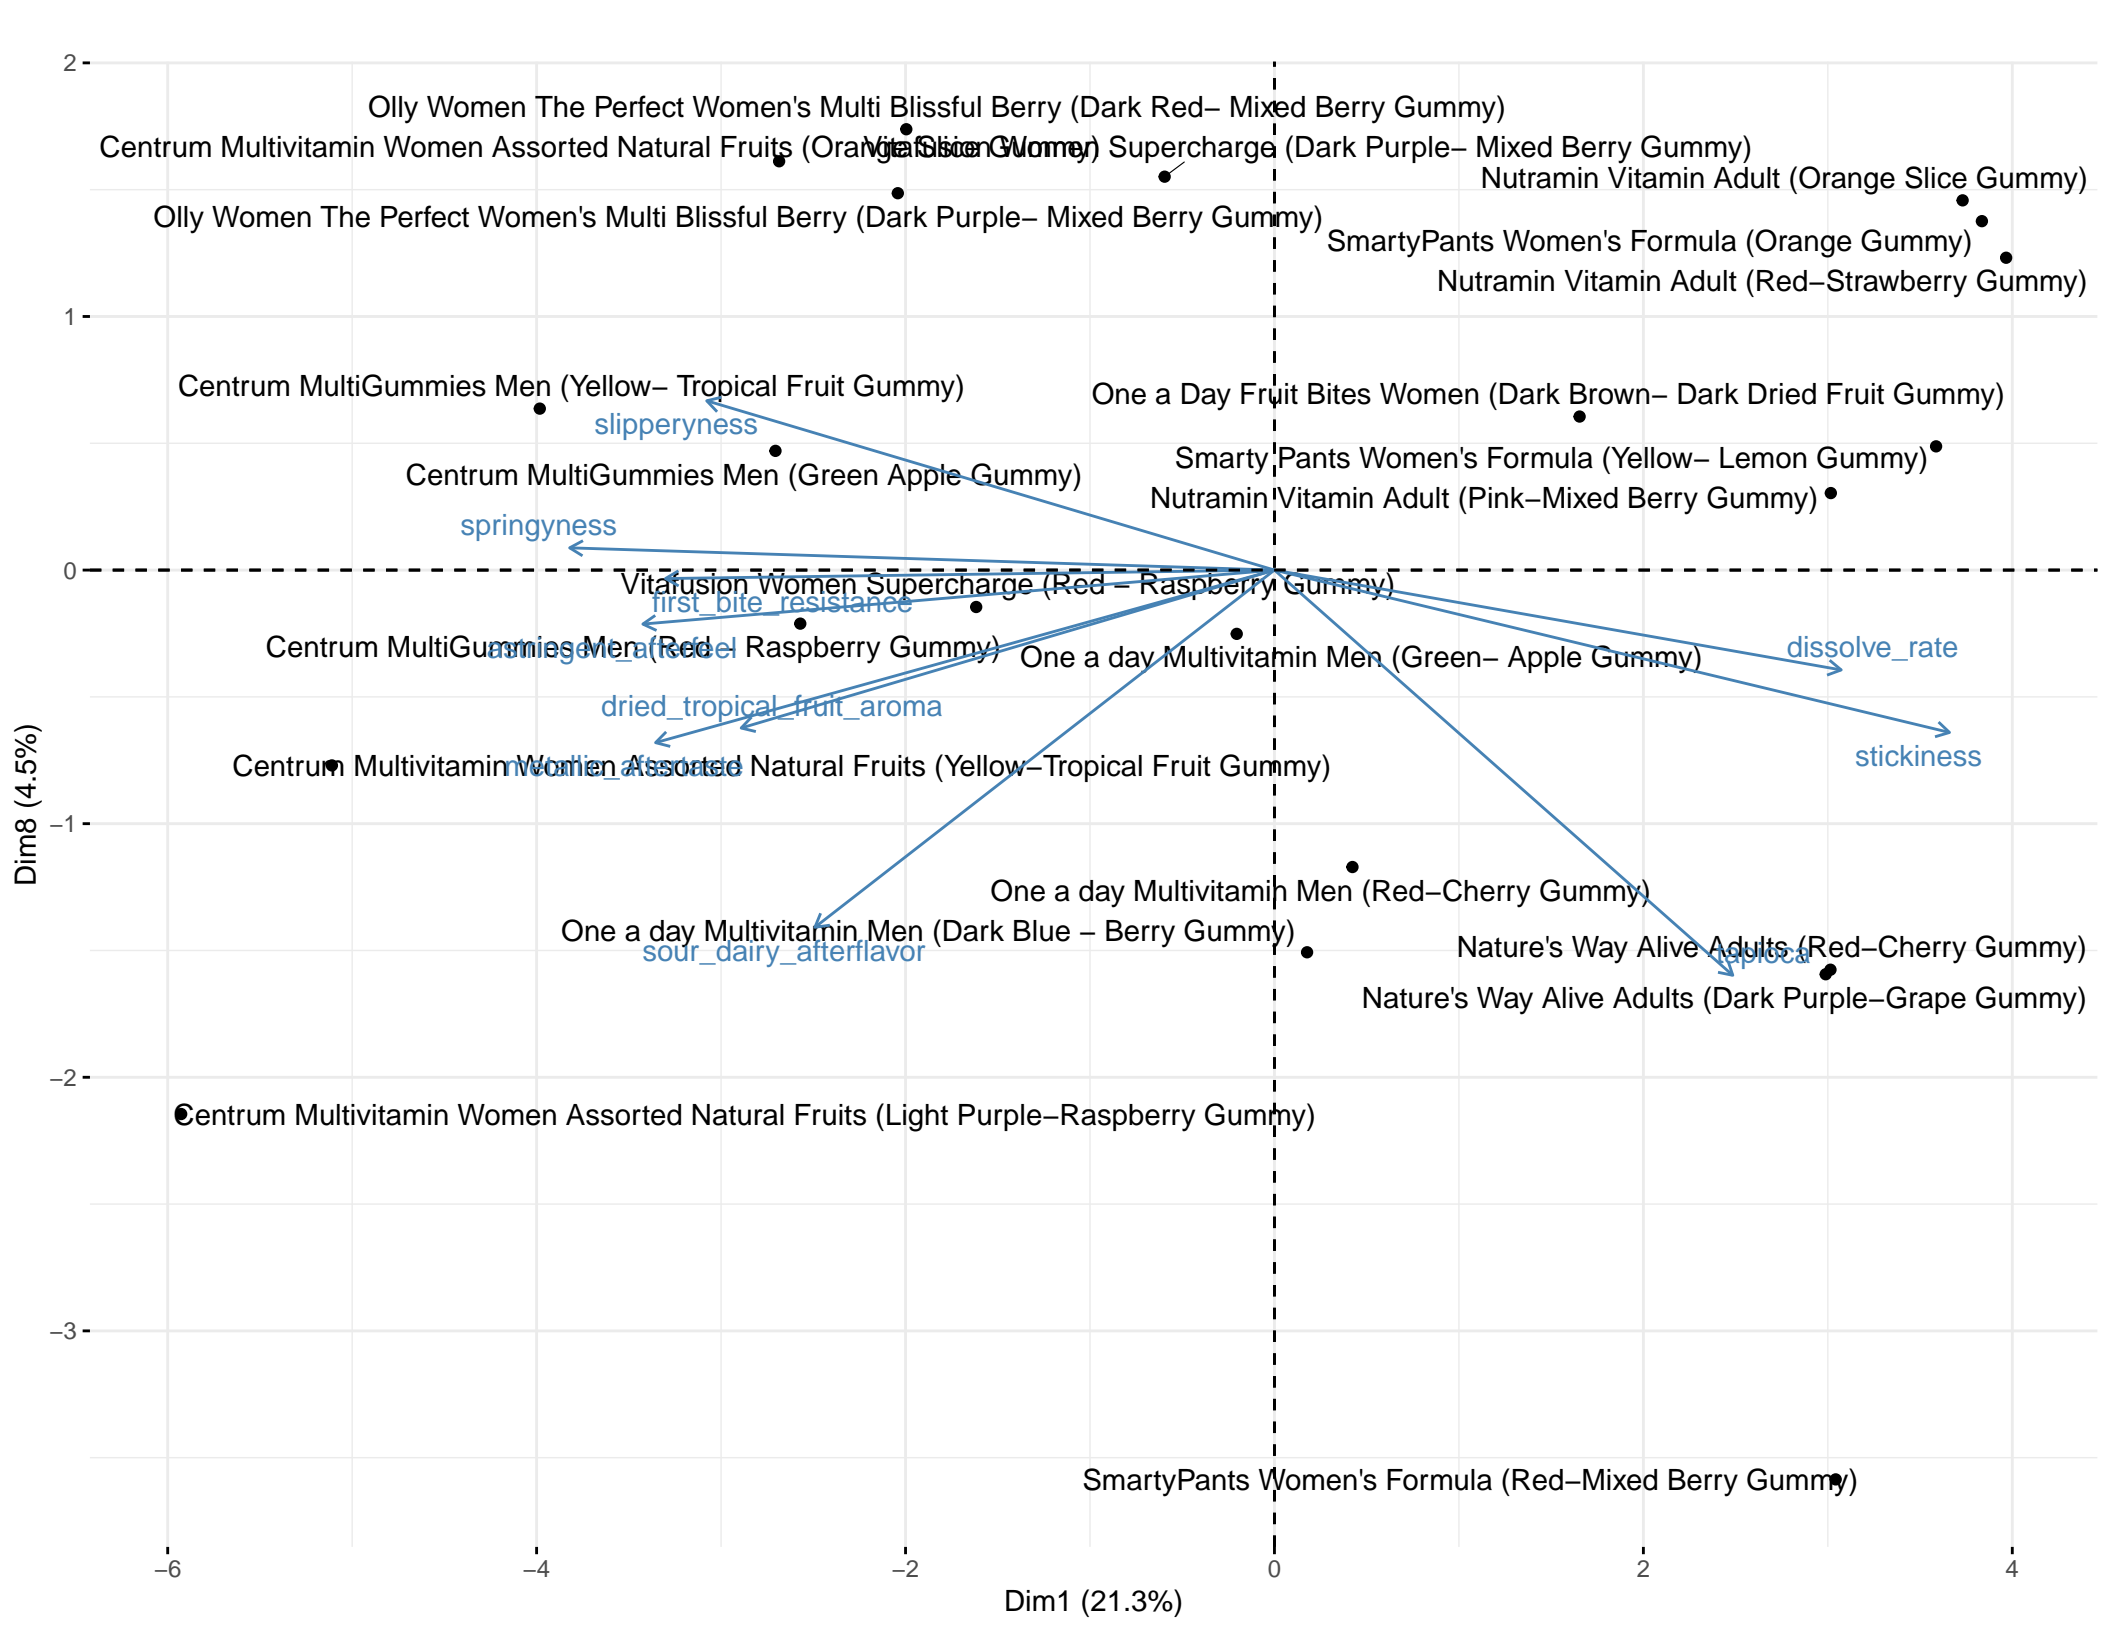 2
Olly Women The Perfect Women's Multi Blissful Berry (Dark Red− Mixed Berry Gummy)
Centrum Multivitamin Women Assorted Natural Fruits (Orange Slice Gummy)
Vitafusion Women Supercharge (Dark Purple− Mixed Berry Gummy)
Nutramin Vitamin Adult (Orange Slice Gummy)
Olly Women The Perfect Women's Multi Blissful Berry (Dark Purple− Mixed Berry Gummy)
SmartyPants Women's Formula (Orange Gummy)
Nutramin Vitamin Adult (Red−Strawberry Gummy)
1
Centrum MultiGummies Men (Yellow− Tropical Fruit Gummy)
One a Day Fruit Bites Women (Dark Brown− Dark Dried Fruit Gummy)
slipperyness
Smarty Pants Women's Formula (Yellow− Lemon Gummy)
Centrum MultiGummies Men (Green Apple Gummy)
Nutramin Vitamin Adult (Pink−Mixed Berry Gummy)
springyness
0
Vitafusion Women Supercharge (Red − Raspberry Gummy)
first_bite_resistance
Centrum MultiGummies Men (Red − Raspberry Gummy)
astringent_afterfeel
dissolve_rate
One a day Multivitamin Men (Green− Apple Gummy)
dried_tropical_fruit_aroma
stickiness
Centrum Multivitamin Women Assorted Natural Fruits (Yellow−Tropical Fruit Gummy)
metallic_aftertaste
−1
One a day Multivitamin Men (Red−Cherry Gummy)
One a day Multivitamin Men (Dark Blue − Berry Gummy)
sour_dairy_afterflavor
Nature's Way Alive Adults (Red−Cherry Gummy)
tapioca
Nature's Way Alive Adults (Dark Purple−Grape Gummy)
−2
Centrum Multivitamin Women Assorted Natural Fruits (Light Purple−Raspberry Gummy)
−3
SmartyPants Women's Formula (Red−Mixed Berry Gummy)
−6 −4 −2 0 2 4
Dim1 (21.3%)
Dim8 (4.5%)